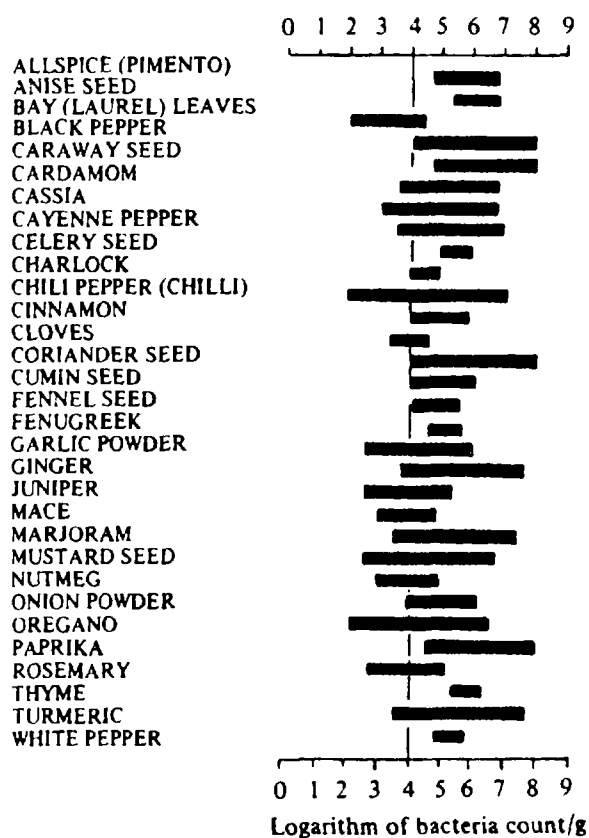 0 1 2 3 4 5 6 7 8 9
ALLSPICE (PIMENTO)
ANISE SEED
BAY (LAUREL) LEAVES
BLACK PEPPER
CARAWAY SEED
CARDAMOM
CASSIA
CAYENNE PEPPER
CELERY SEED
CHARLOCK
CHILI PEPPER (CHILLI)
CINNAMON
CLOVES
CORIANDER SEED
CUMIN SEED
FENNEL SEED
FENUGREEK
GARLIC POWDER
GINGER
JUNIPER
MACE
MARJORAM
MUSTARD SEED
NUTMEG
ONION POWDER
OREGANO
PAPRIKA
ROSEMARY
THYME
TURMERIC
WHITE PEPPER
0 1 2 3 4 5 6 7 8 9
Logarithm of bacteria count/g